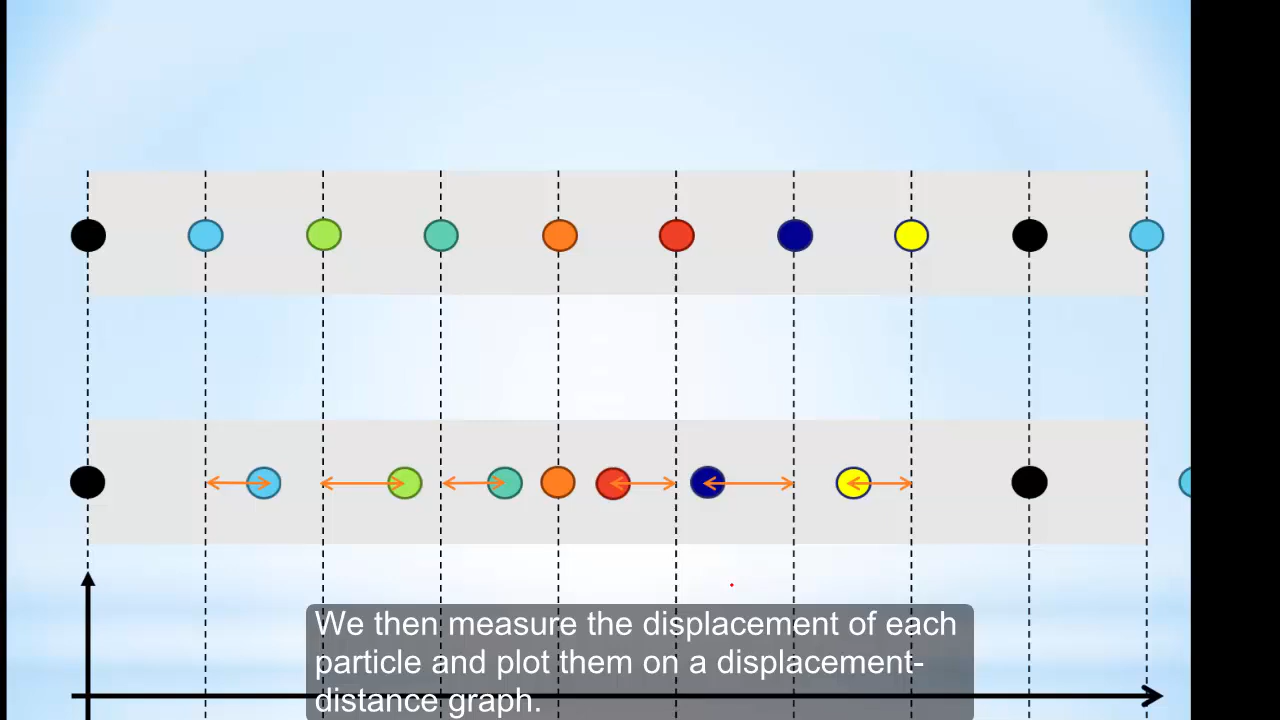 We then measure the displacement of each
particle and plot them on a displacement-
distance graph.